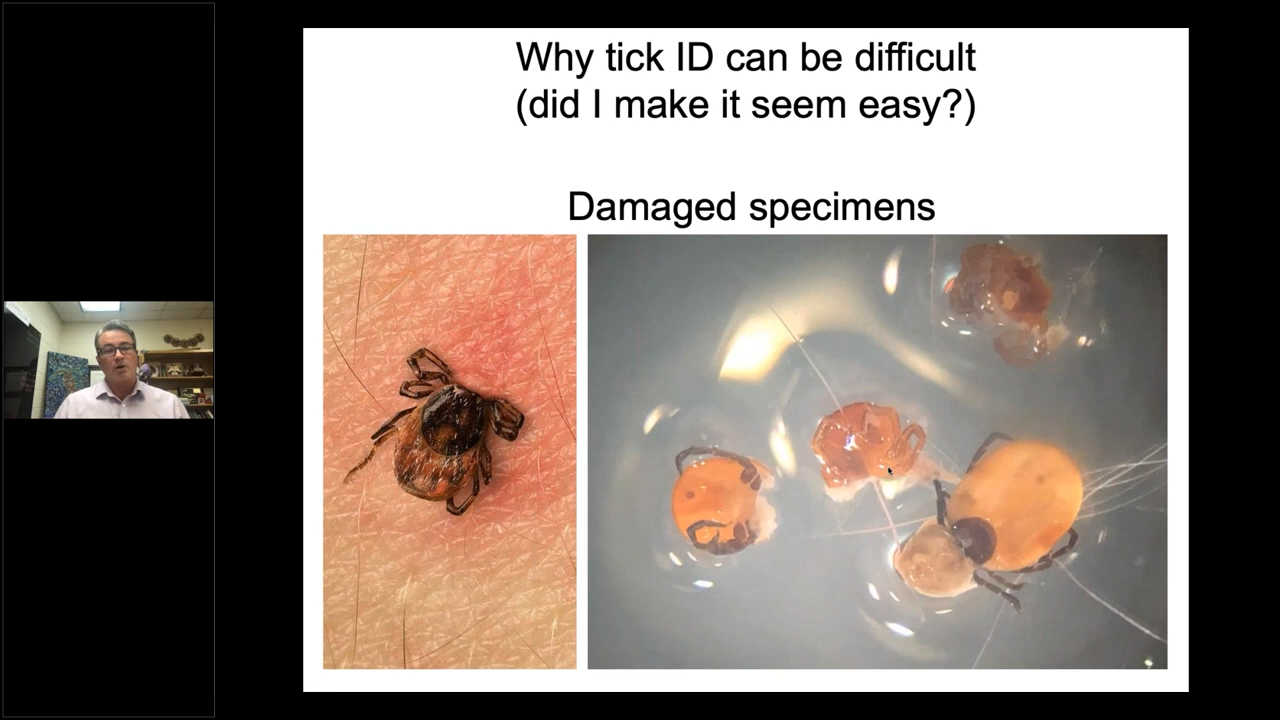 Why tick ID can be difficult
(did I make it seem easy?)
Damaged specimens